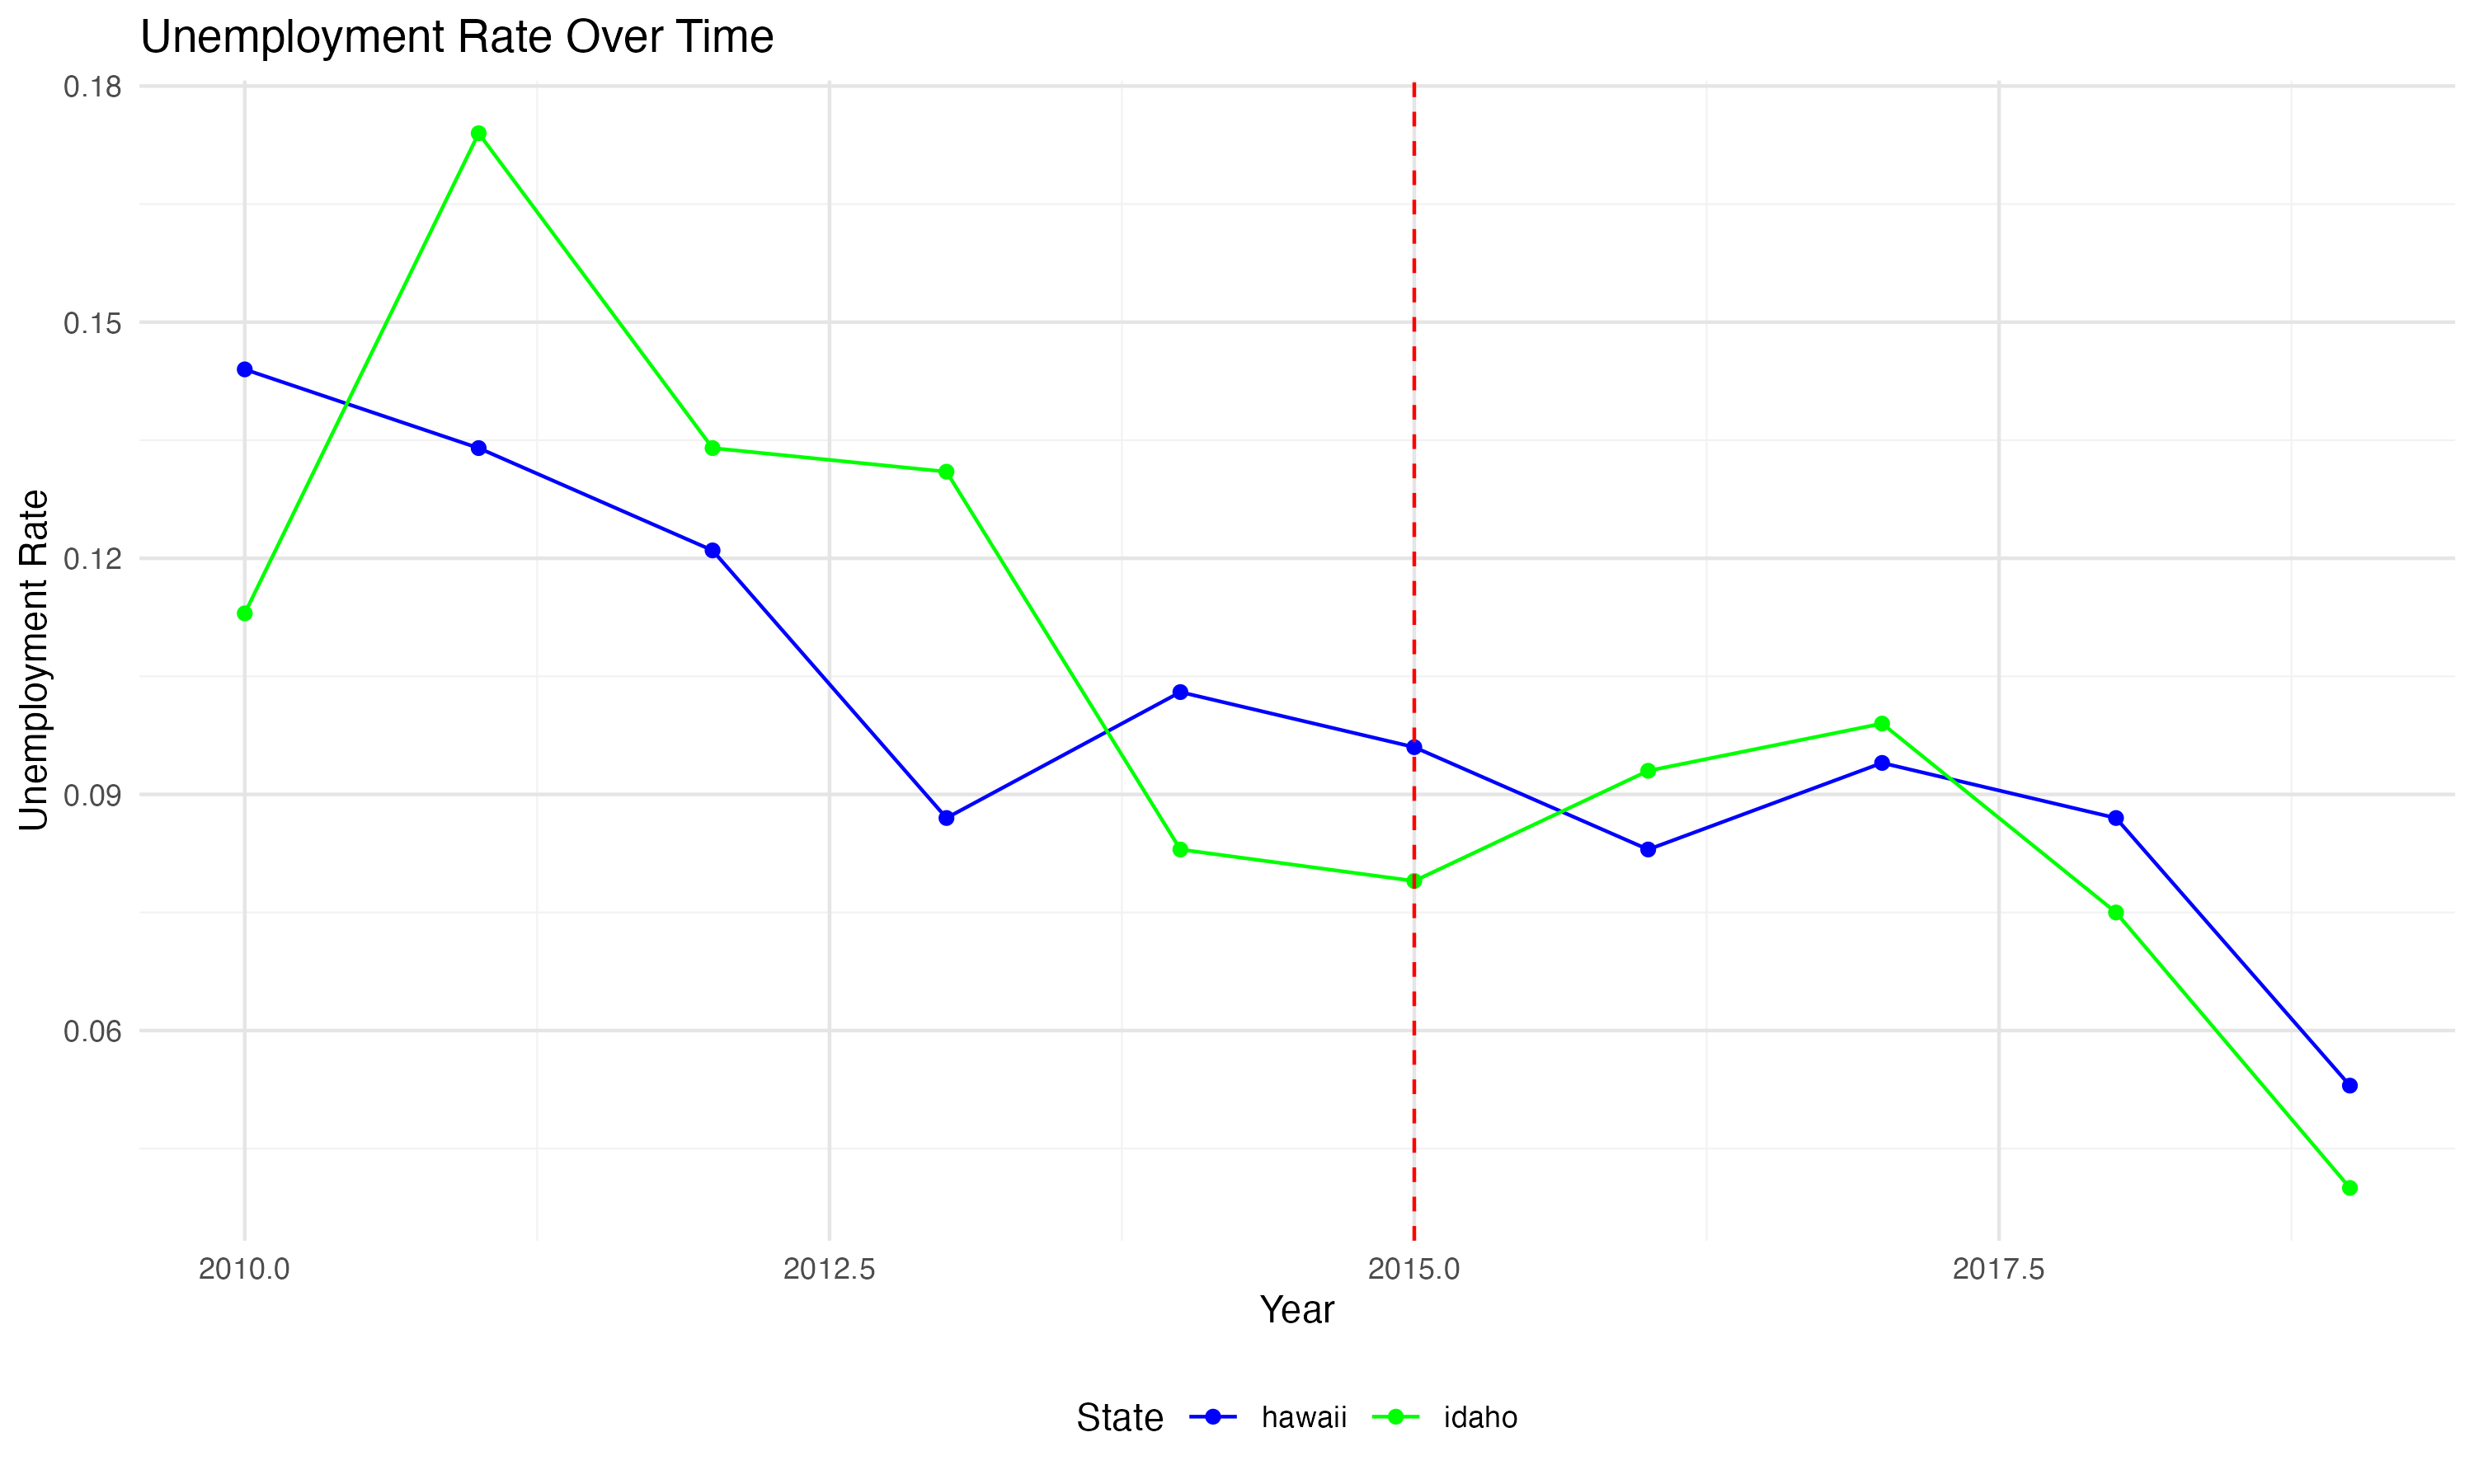 Unemployment Rate Over Time
0.18
0.15
0.12
0.09
0.06
Unemployment Rate
2010.0 2012.5 2015.0 2017.5
Year
State hawaii idaho